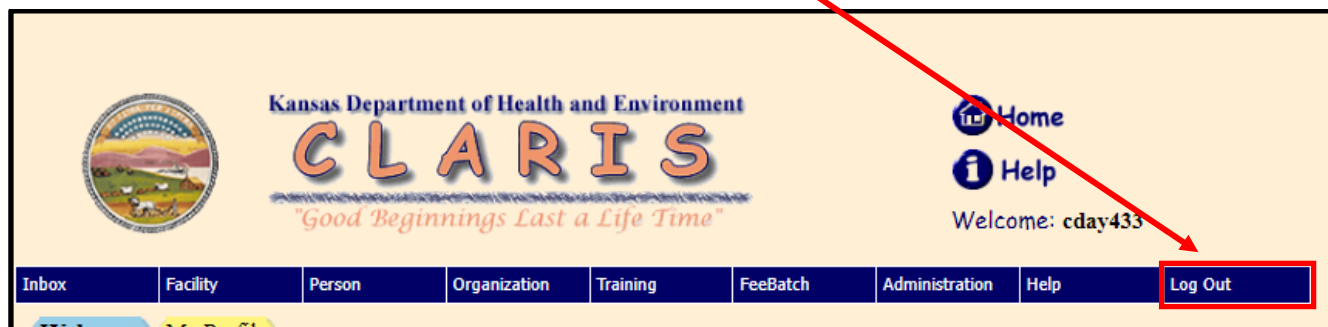 Kansas Department of Health and Environment
CLARIS
"Good Beginnings Last a Life Time"
Home
Help
Welcome: cday433
Inbox Facility Person Organization Training FeeBatch Administration Help Log Out